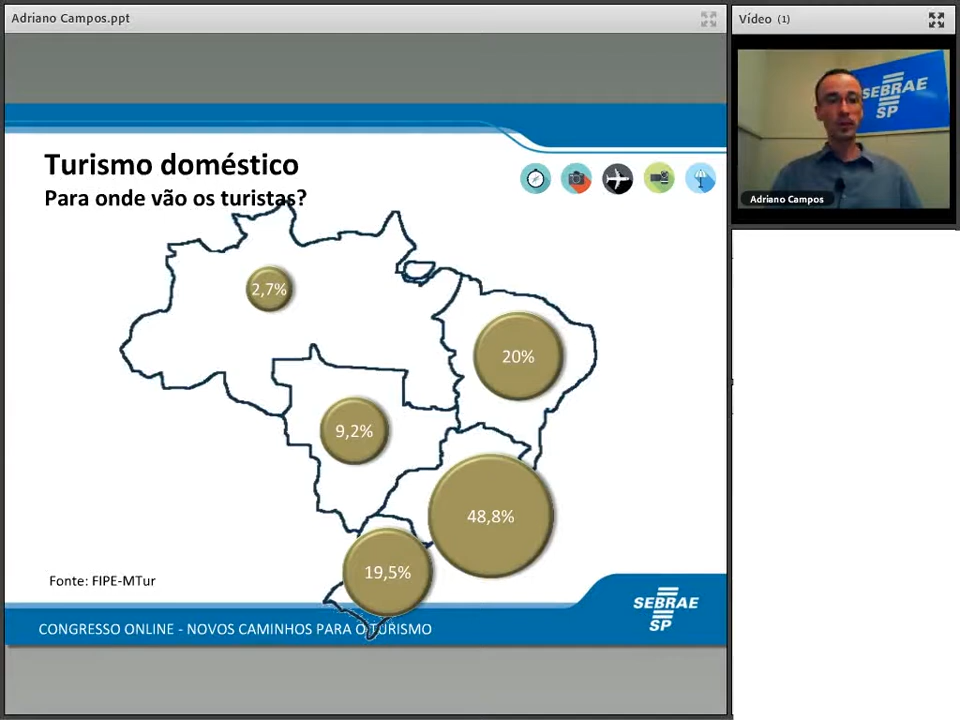 Adriano Campos.ppt
Vídeo (1)
SEBRAE
SP
Adriano Campos
Turismo doméstico
Para onde vão os turistas?
2,7%
20%
9,2%
48,8%
19,5%
Fonte: FIPE-MTur
SEBRAE
SP
CONGRESSO ONLINE - NOVOS CAMINHOS PARA O TURISMO